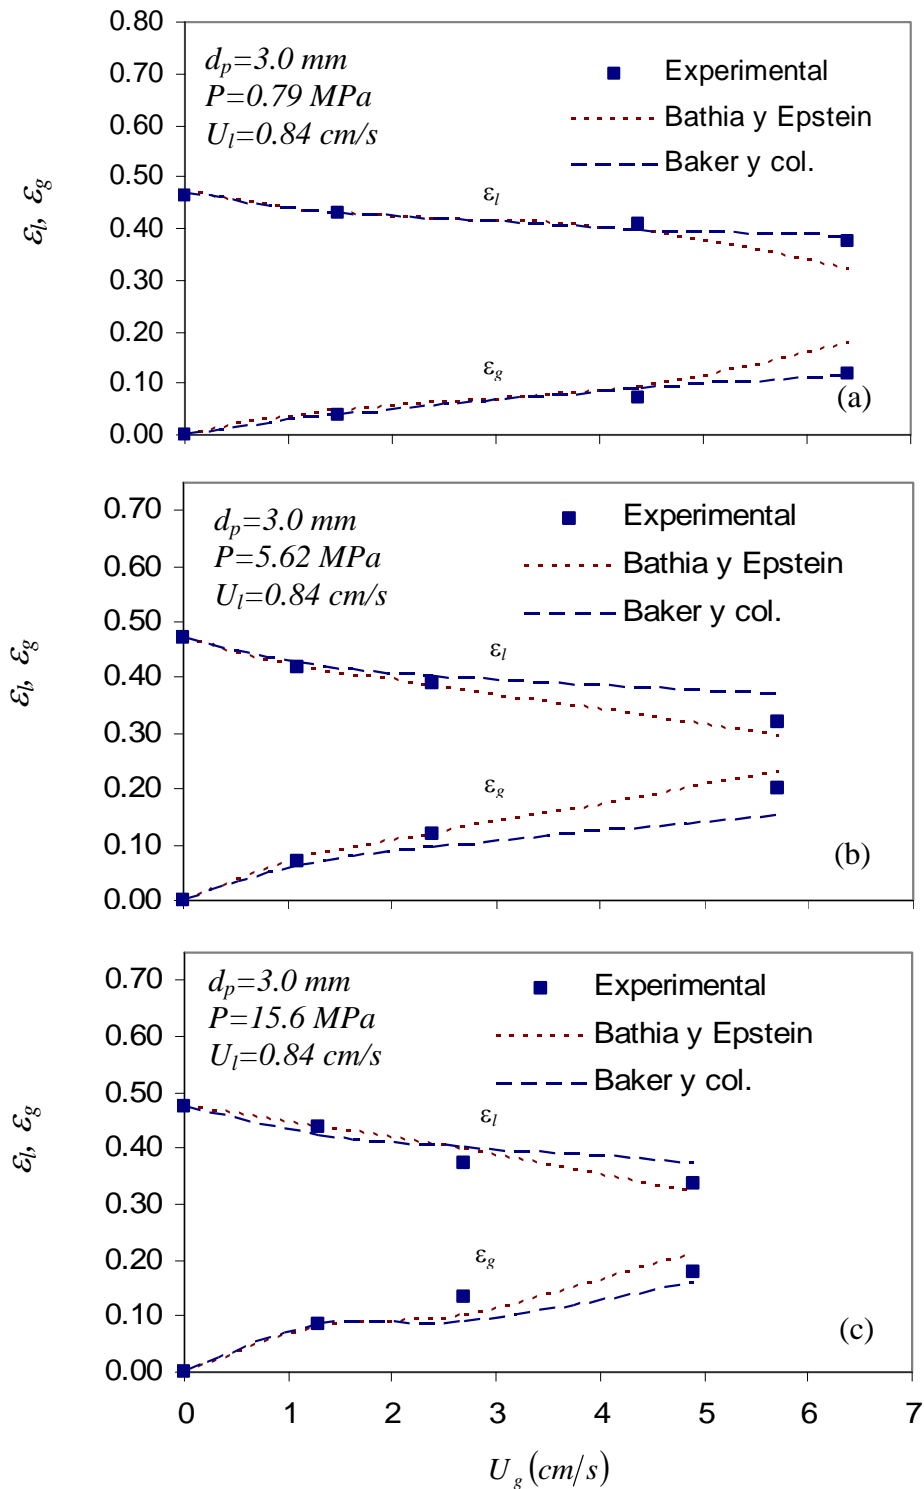 0.80
0.70
0.60
0.50
0.40
0.30
0.20
0.10
0.00
εl, εg
dp=3.0 mm
P=0.79 MPa
Ul=0.84 cm/s
Experimental
Bathia y Epstein
Baker y col.
εl
εg
(a)
0.70
0.60
0.50
0.40
0.30
0.20
0.10
0.00
εl, εg
dp=3.0 mm
P=5.62 MPa
Ul=0.84 cm/s
Experimental
Bathia y Epstein
Baker y col.
εl
εg
(b)
0.70
0.60
0.50
0.40
0.30
0.20
0.10
0.00
εl, εg
dp=3.0 mm
P=15.6 MPa
Ul=0.84 cm/s
Experimental
Bathia y Epstein
Baker y col.
εl
εg
(c)
0 1 2 3 4 5 6 7
Ug(cm/s)